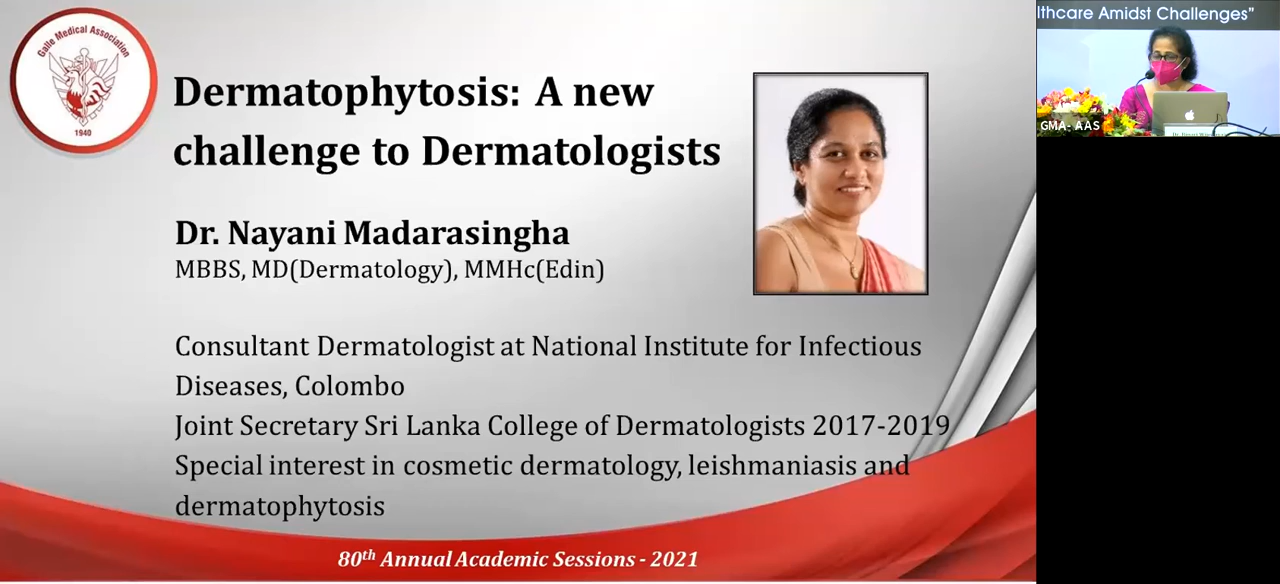 Galle Medical Association
1940
Dermatophytosis: A new
challenge to Dermatologists
Dr. Nayani Madarasingha
MBBS, MD(Dermatology), MMHc(Edin)
Consultant Dermatologist at National Institute for Infectious
Diseases, Colombo
Joint Secretary Sri Lanka College of Dermatologists 2017-2019
Special interest in cosmetic dermatology, leishmaniasis and
dermatophytosis
80th Annual Academic Sessions - 2021
lthcare Amidst Challenges”
GMA- AAS